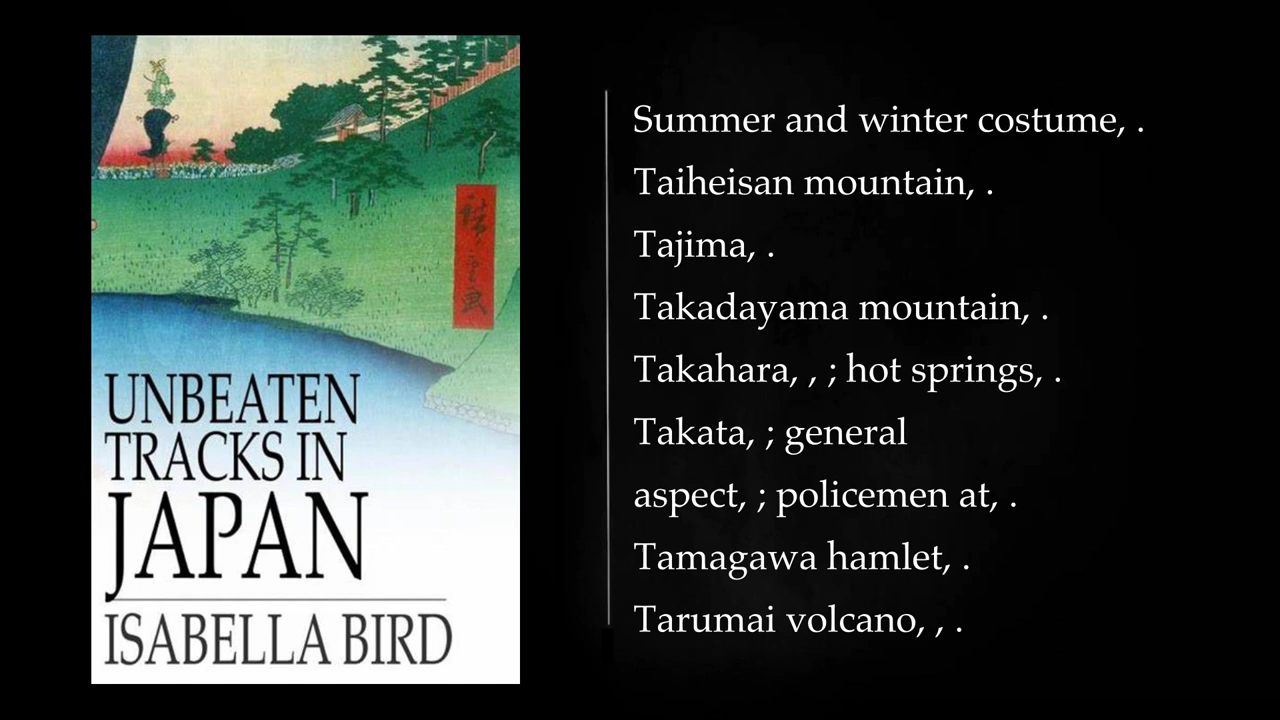 UNBEATEN
TRACKS IN
JAPAN
ISABELLA BIRD
Summer and winter costume, .
Taiheisan mountain, .
Tajima, .
Takadayama mountain, .
Takahara, , ; hot springs, .
Takata, ; general
aspect, ; policemen at, .
Tamagawa hamlet, .
Tarumai volcano, , .